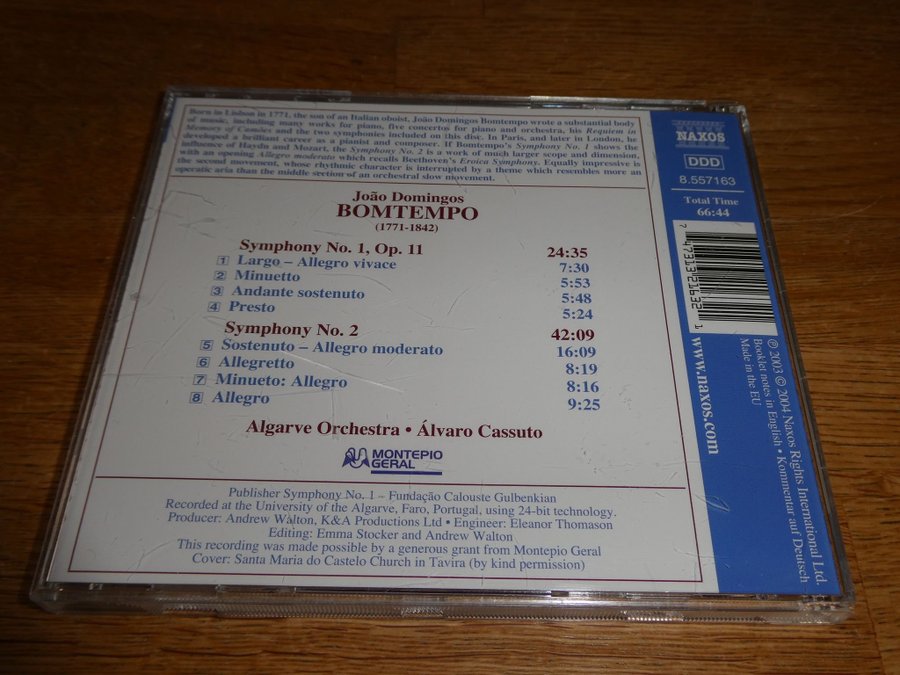 Born in Lisbon in 1771, the son of an Italian oboist, João Domingos Bomtempo wrote a substantial body
of music, including many works for piano, five concertos for piano and orchestra, his Requiem in
Memory of Camões and the two symphonies included on this disc. In Paris, and later in London, he
developed a brilliant career as a pianist and composer. If Bomtempo's Symphony No. 1 shows the
influence of Haydn and Mozart, the Symphony No. 2 is a work of much larger scope and dimension,
with an opening Allegro moderato which recalls Beethoven's Eroica Symphony. Equally impressive is
the second movement, whose rhythmic character is interrupted by a theme which resembles more an
operatic aria than the middle section of an orchestral slow movement.
João Domingos
BOMTEMPO
(1771-1842)
Symphony No. 1, Op. 11 24:35
1 Largo – Allegro vivace 7:30
2 Minuetto 5:53
3 Andante sostenuto 5:48
4 Presto 5:24
Symphony No. 2 42:09
5 Sostenuto – Allegro moderato 16:09
6 Allegretto 8:19
7 Minueto: Allegro 8:16
8 Allegro 9:25
Algarve Orchestra • Álvaro Cassuto
MONTEPIO
GERAL
Publisher Symphony No. 1 – Fundação Calouste Gulbenkian
Recorded at the University of the Algarve, Faro, Portugal, using 24-bit technology.
Producer: Andrew Walton, K&A Productions Ltd • Engineer: Eleanor Thomason
Editing: Emma Stocker and Andrew Walton
This recording was made possible by a generous grant from Montepio Geral
Cover: Santa Maria do Castelo Church in Tavira (by kind permission)
NAXOS
DDD
8.557163
Total Time
66:44
7 47313 21632 1
www.naxos.com
℗ 2003 © 2004 Naxos Rights International Ltd.
Booklet notes in English • Kommentar auf Deutsch
Made in the EU